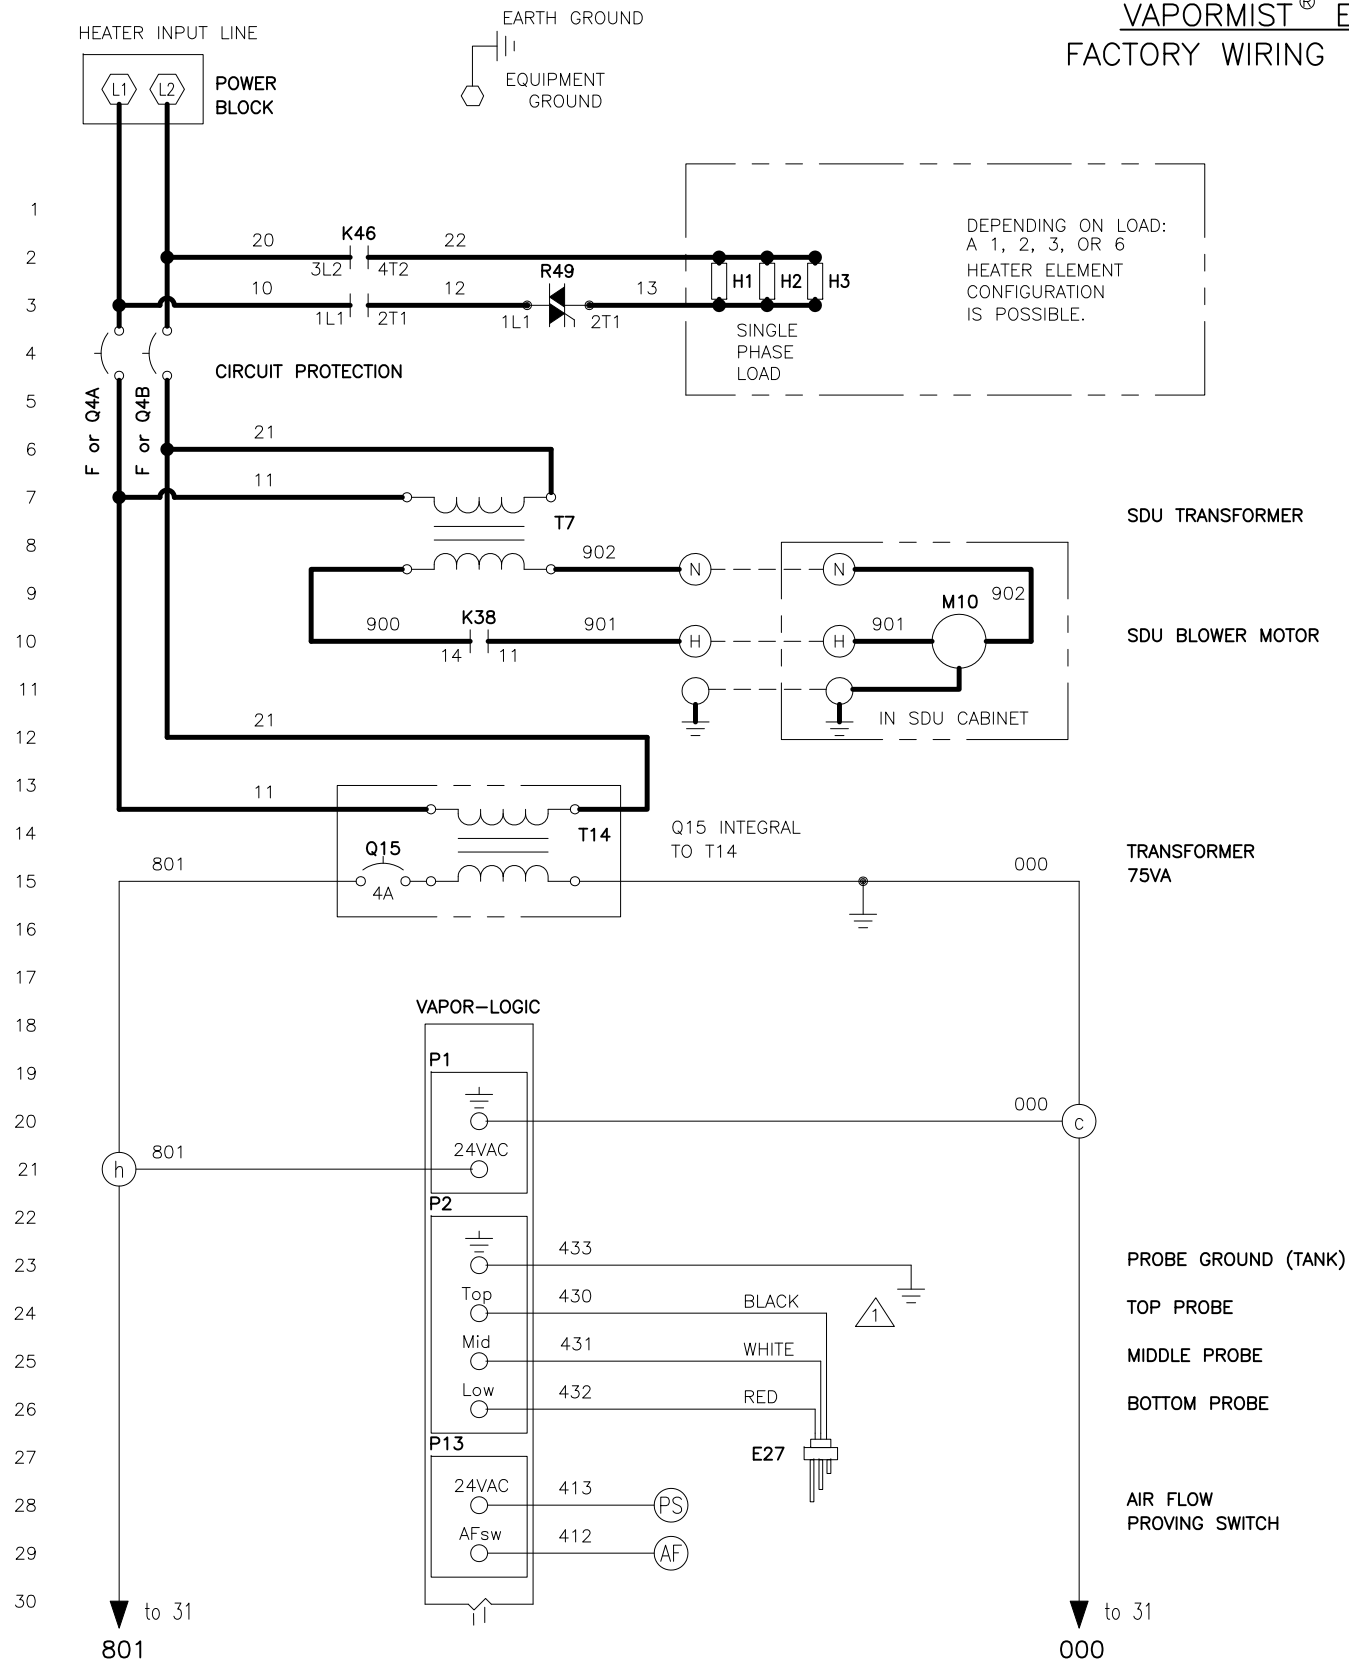 VAPORMIST® E
FACTORY WIRING
EARTH GROUND
HEATER INPUT LINE
EQUIPMENT
GROUND
L1 L2
POWER
BLOCK
1
DEPENDING ON LOAD:
A 1, 2, 3, OR 6
HEATER ELEMENT
CONFIGURATION
IS POSSIBLE.
2
20
K46
22
3L2
4T2
R49
H1 H2 H3
3
10
12
13
1L1
2T1
1L1
2T1
SINGLE
PHASE
LOAD
4
CIRCUIT PROTECTION
5
F or Q4A
F or Q4B
6
21
7
11
T7
SDU TRANSFORMER
8
902
N
N
9
902
M10
10
900
K38
901
H
H
901
14
11
SDU BLOWER MOTOR
11
IN SDU CABINET
12
21
13
11
14
T14
Q15 INTEGRAL
TO T14
TRANSFORMER
75VA
15
801
Q15
4A
000
16
17
VAPOR-LOGIC
18
P1
19
20
000
c
24VAC
21
h
801
22
P2
23
433
PROBE GROUND (TANK)
24
Top
430
BLACK
1
TOP PROBE
25
Mid
431
WHITE
MIDDLE PROBE
26
Low
432
RED
BOTTOM PROBE
27
P13
E27
28
24VAC
413
PS
AIR FLOW
PROVING SWITCH
29
AFsw
412
AF
30
to 31
to 31
801
000